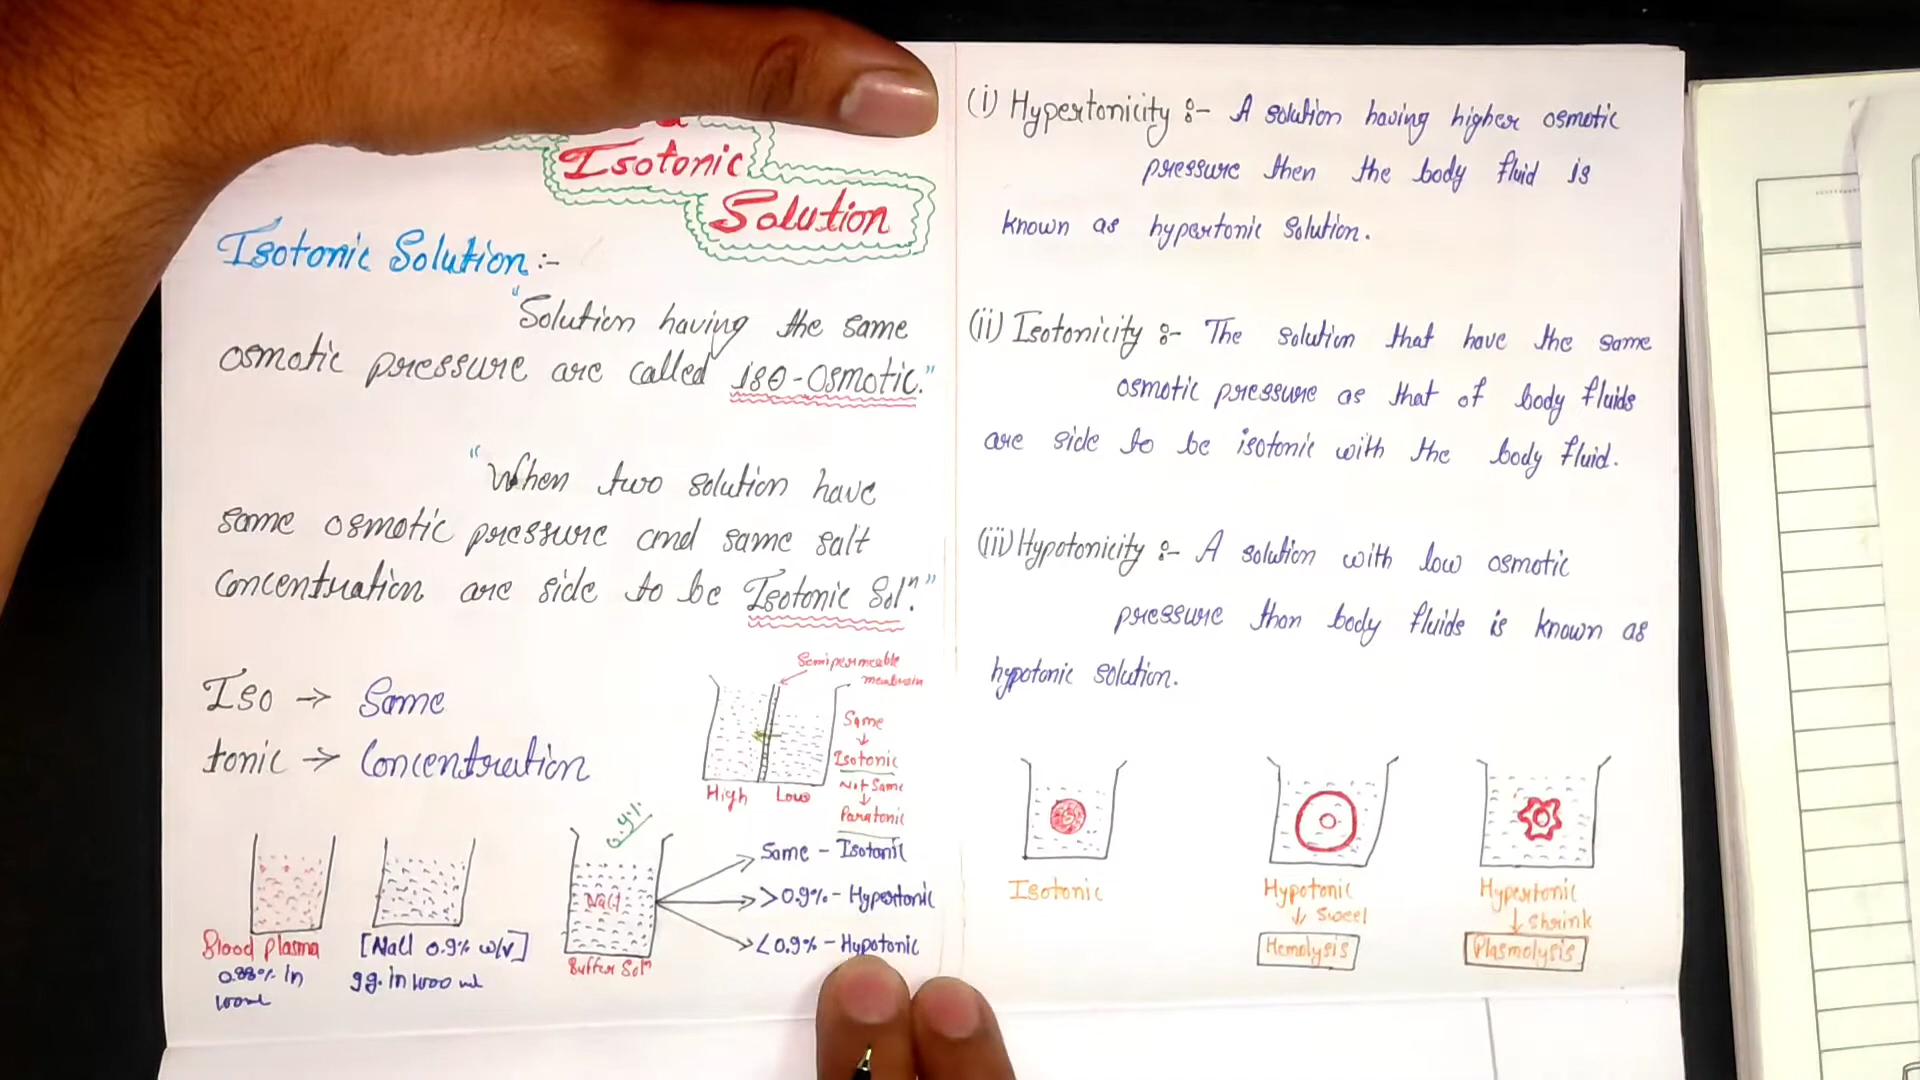 Isotonic
Solution
Isotonic Solution :-
"Solution having the same
osmotic pressure are called iso-osmotic."
"When two solution have
same osmotic pressure and same salt
concentration are side to be Isotonic Solⁿ."
Iso → Same
tonic → Concentration
Semipermeable
Same
↓
Isotonic
Not Same
↓
Paratonic
High Low
0.9%
Blood plasma
0.88% in
100ml
[NaCl 0.9% w/v]
9g. in 1000 ml
NaCl
Buffer Solⁿ
Same - Isotonic
>0.9% - Hypertonic
<0.9% - Hypotonic
(i) Hypertonicity :- A solution having higher osmotic
pressure then the body fluid is
known as hypertonic solution.
(ii) Isotonicity :- The solution that have the same
osmotic pressure as that of body fluids
are side to be isotonic with the body fluid.
(iii) Hypotonicity :- A solution with low osmotic
pressure than body fluids is known as
hypotonic solution.
Isotonic
Hypotonic
↓ Sweel
Hemolysis
Hypertonic
↓ Shrink
Plasmolysis